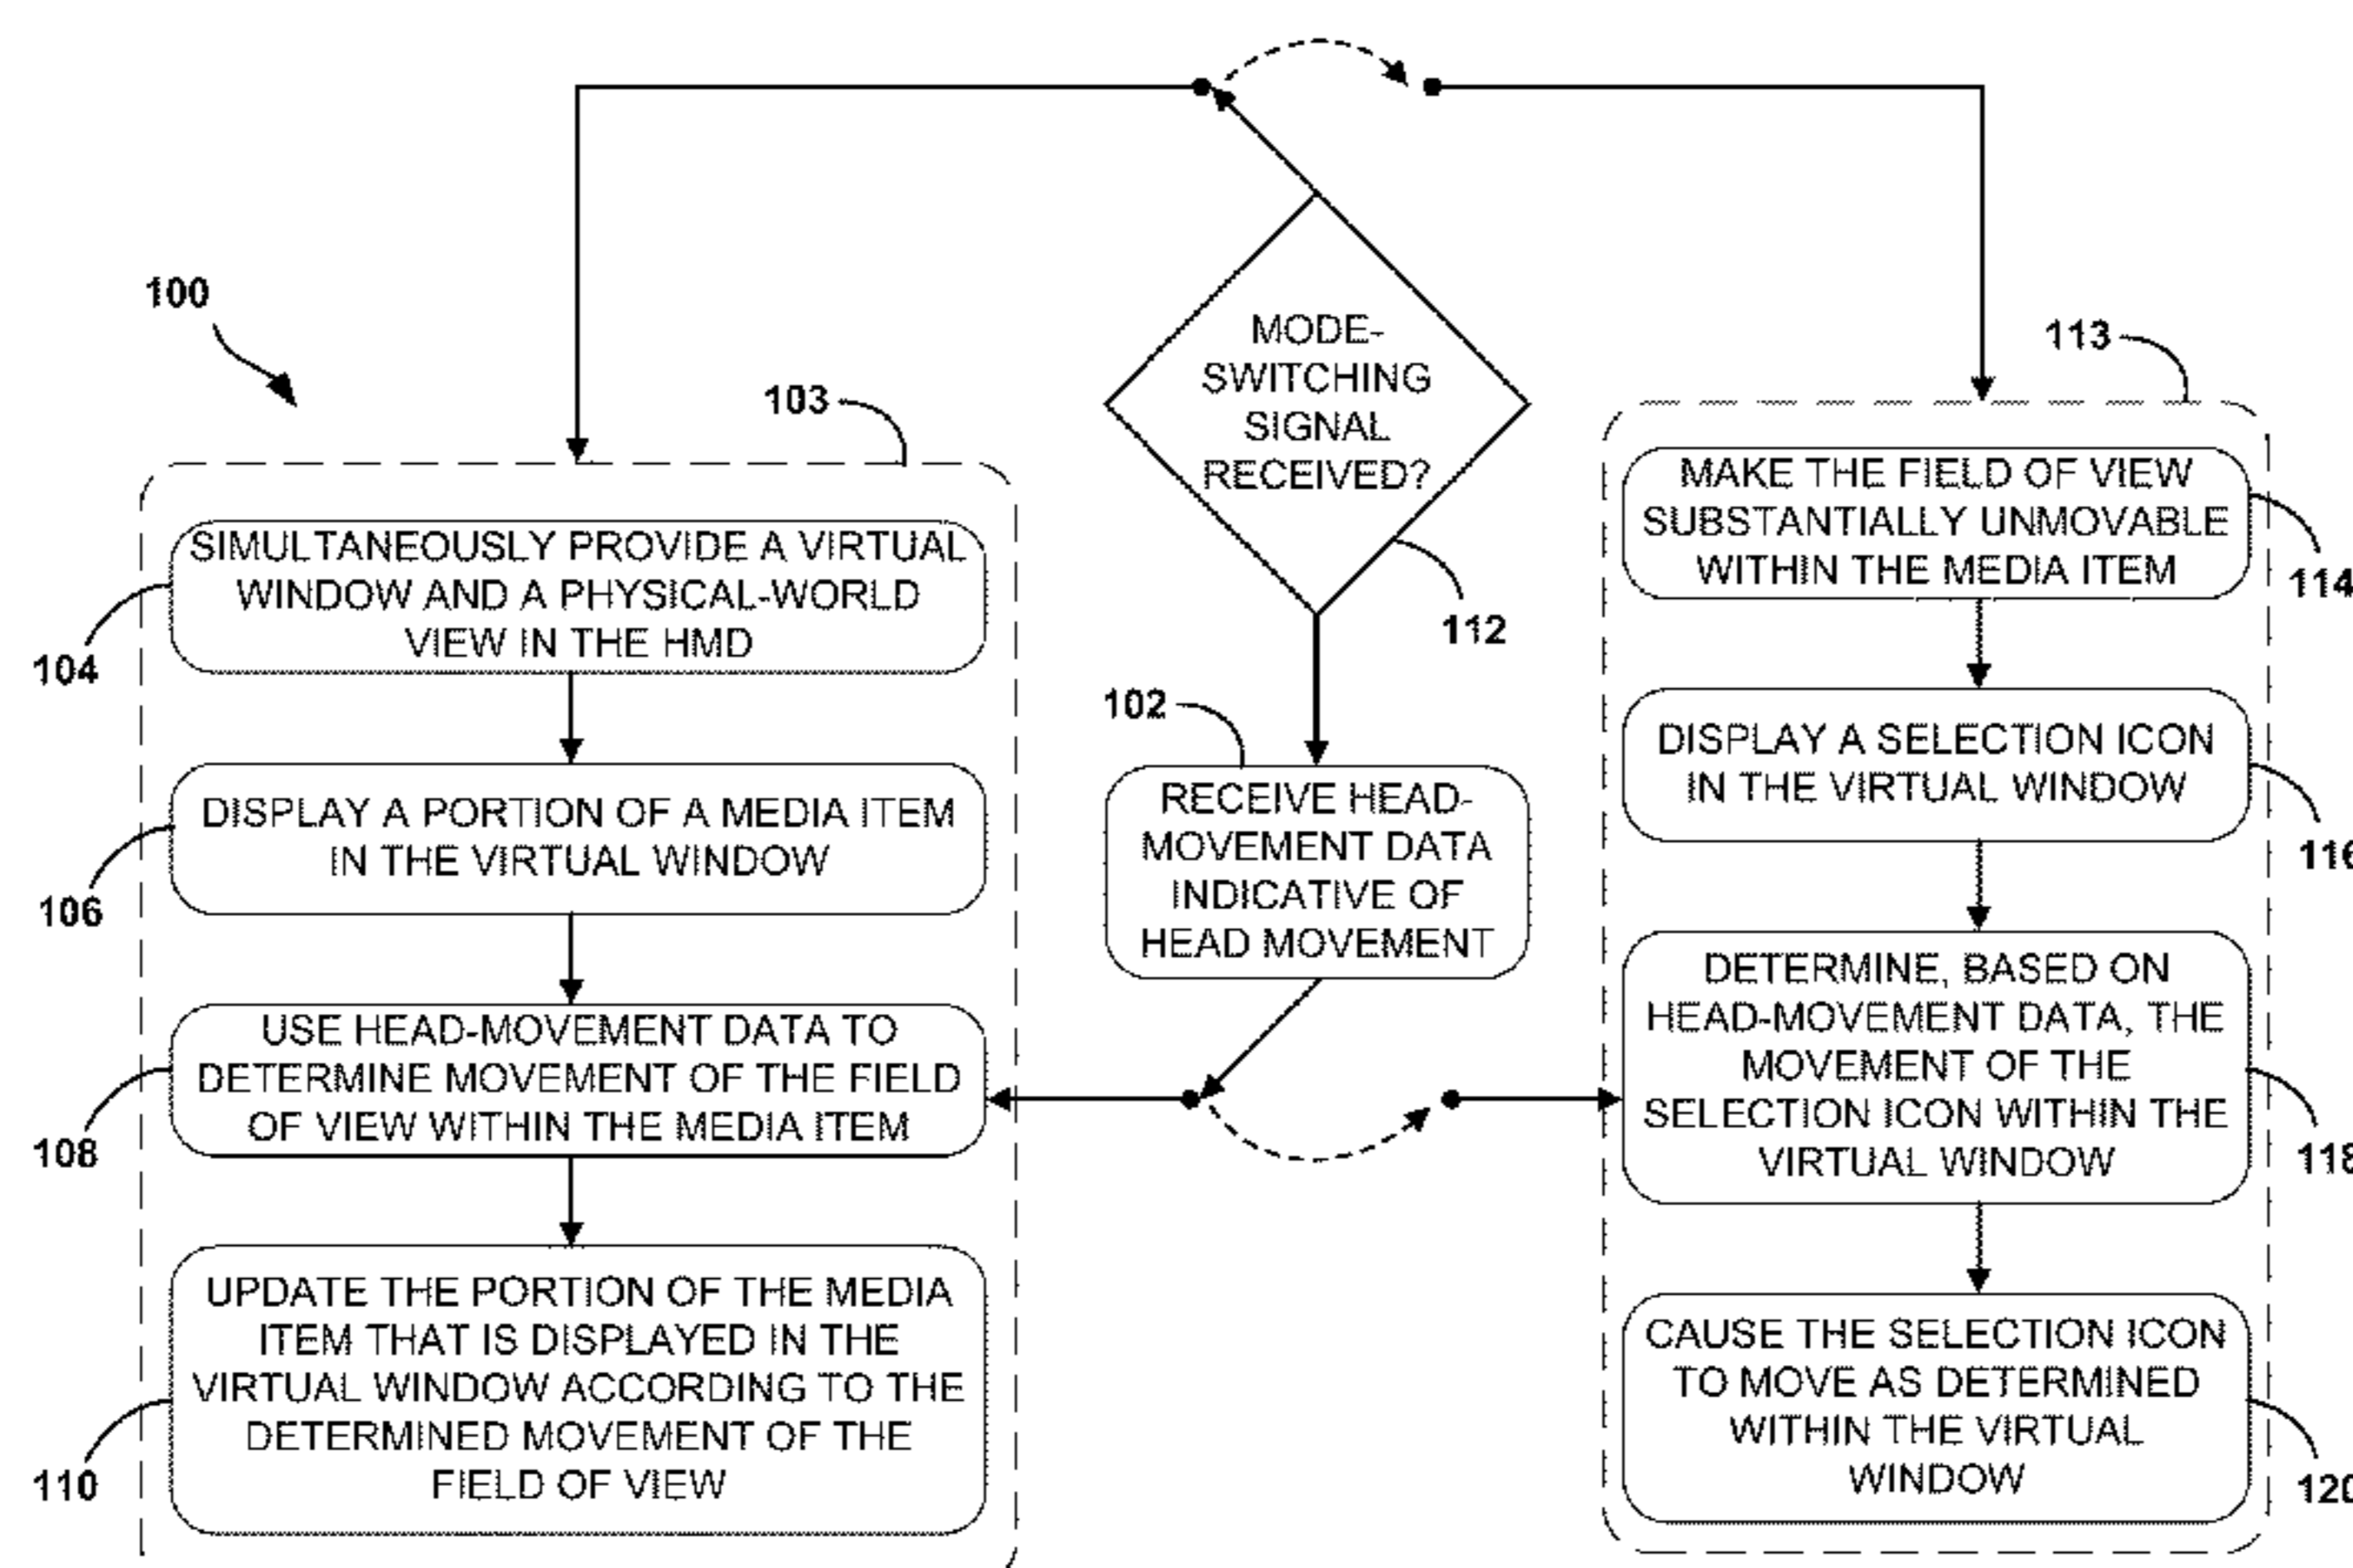 100
103
SIMULTANEOUSLY PROVIDE A VIRTUAL
WINDOW AND A PHYSICAL-WORLD
VIEW IN THE HMD
104
DISPLAY A PORTION OF A MEDIA ITEM
IN THE VIRTUAL WINDOW
106
USE HEAD-MOVEMENT DATA TO
DETERMINE MOVEMENT OF THE FIELD
OF VIEW WITHIN THE MEDIA ITEM
108
UPDATE THE PORTION OF THE MEDIA
ITEM THAT IS DISPLAYED IN THE
VIRTUAL WINDOW ACCORDING TO THE
DETERMINED MOVEMENT OF THE
FIELD OF VIEW
110
MODE-
SWITCHING
SIGNAL
RECEIVED?
112
102
RECEIVE HEAD-
MOVEMENT DATA
INDICATIVE OF
HEAD MOVEMENT
113
MAKE THE FIELD OF VIEW
SUBSTANTIALLY UNMOVABLE
WITHIN THE MEDIA ITEM
114
DISPLAY A SELECTION ICON
IN THE VIRTUAL WINDOW
116
DETERMINE, BASED ON
HEAD-MOVEMENT DATA, THE
MOVEMENT OF THE
SELECTION ICON WITHIN THE
VIRTUAL WINDOW
118
CAUSE THE SELECTION ICON
TO MOVE AS DETERMINED
WITHIN THE VIRTUAL
WINDOW
120